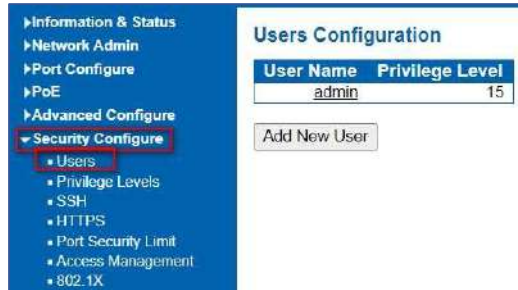 Information & Status
Network Admin
Port Configure
PoE
Advanced Configure
Security Configure
Users
Privilege Levels
SSH
HTTPS
Port Security Limit
Access Management
802.1X
Users Configuration
User Name Privilege Level
admin 15
Add New User